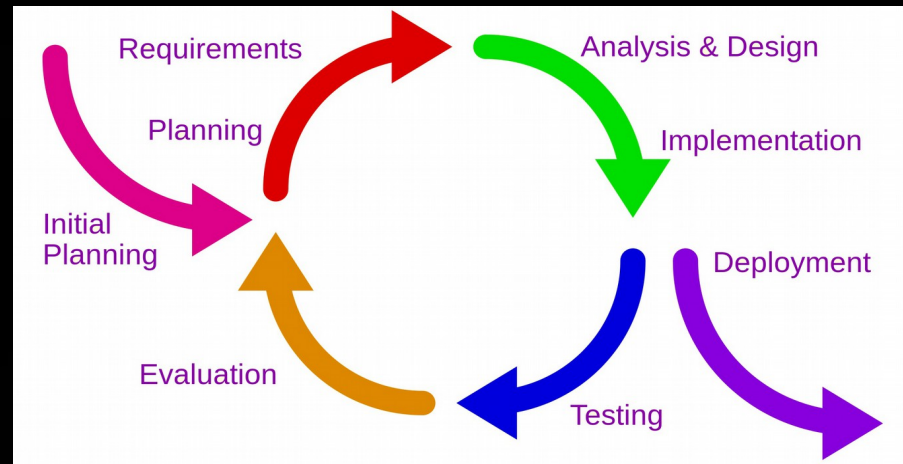 Requirements
Analysis & Design
Planning
Implementation
Initial
Planning
Deployment
Evaluation
Testing